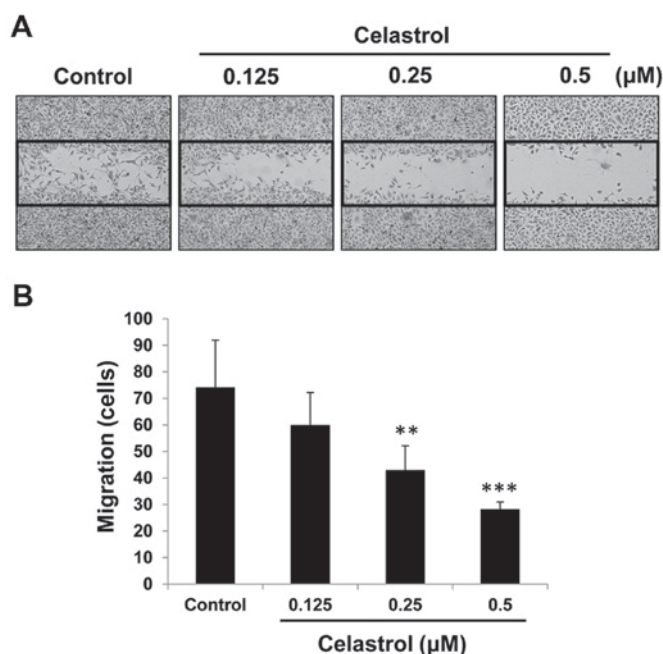 A
Celastrol
Control 0.125 0.25 0.5 (µM)
B
Migration (cells)
100
90
80
70
60
50
40
30
20
10
0
**
***
Control 0.125 0.25 0.5
Celastrol (µM)